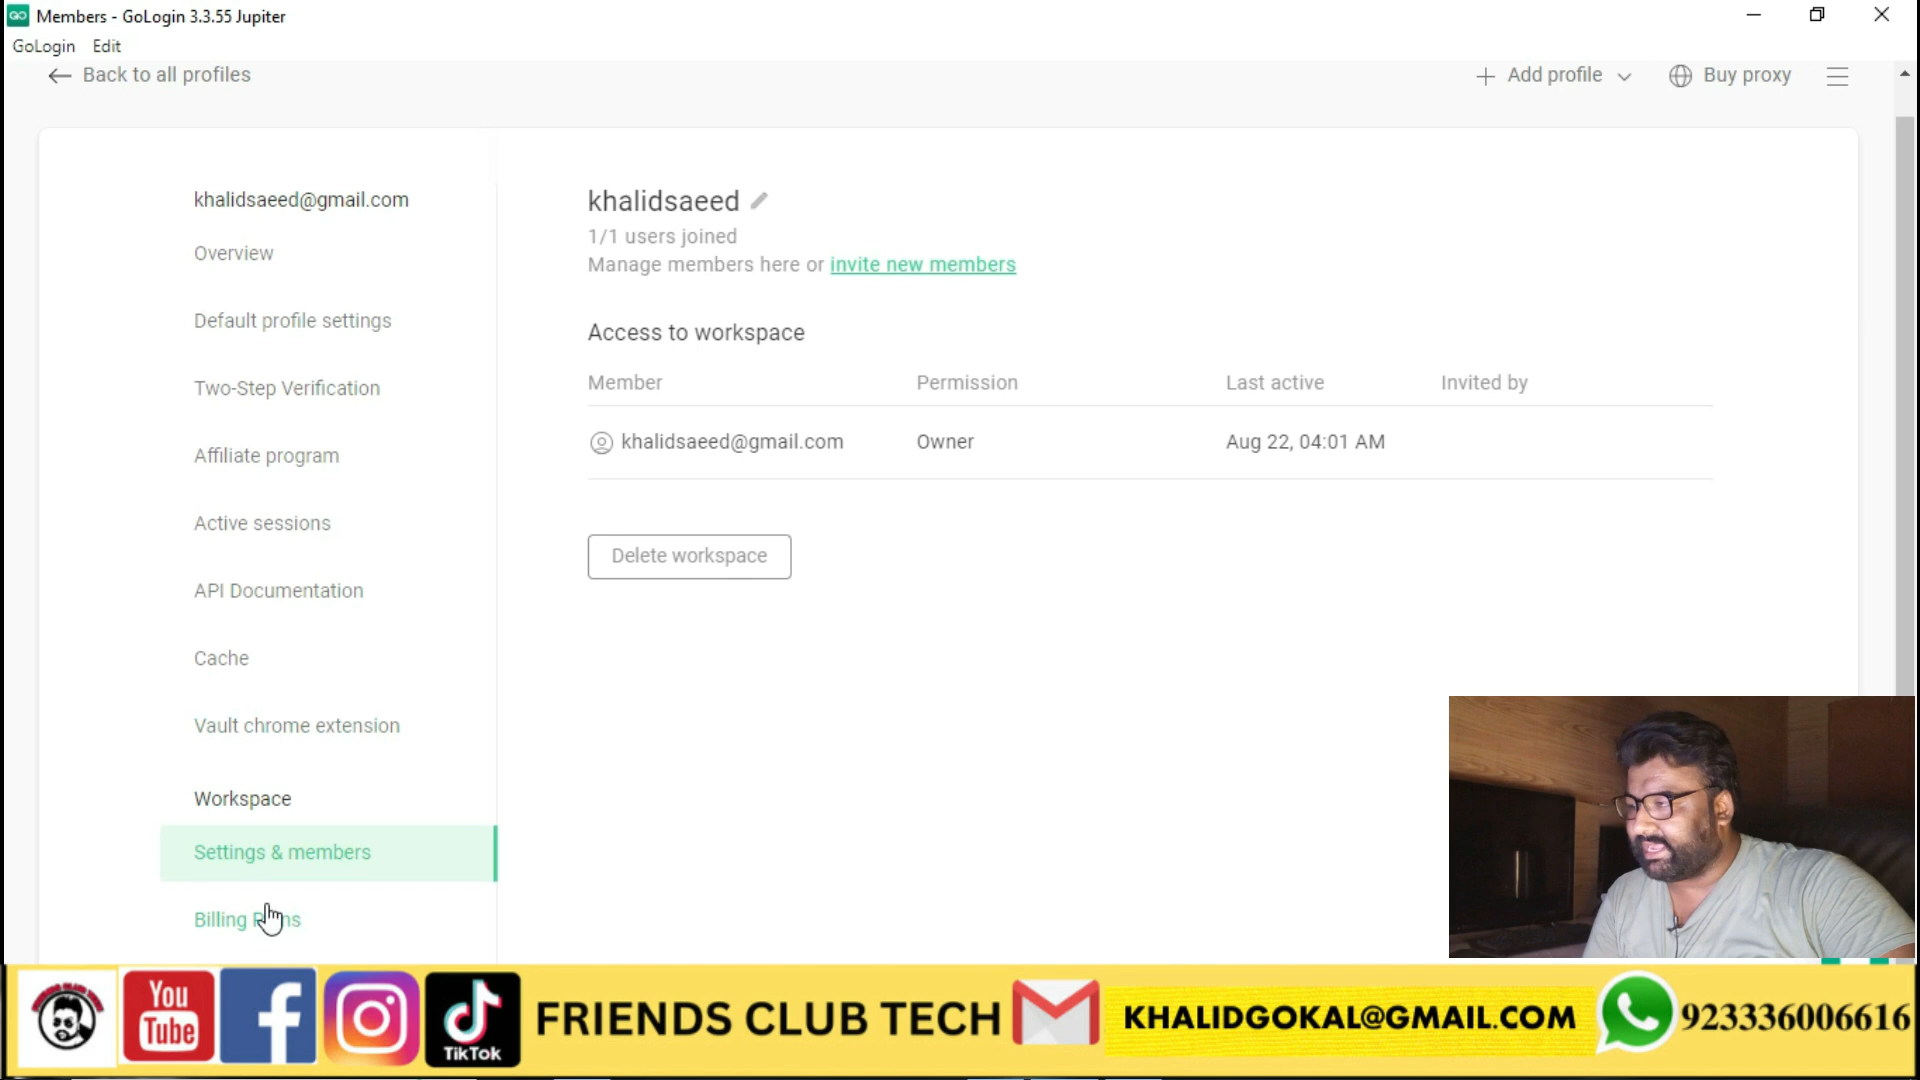 Members - GoLogin 3.3.55 Jupiter
GoLogin Edit
Back to all profiles
Add profile
Buy proxy
khalidsaeed@gmail.com
Overview
Default profile settings
Two-Step Verification
Affiliate program
Active sessions
API Documentation
Cache
Vault chrome extension
Workspace
Settings & members
Billing
khalidsaeed
1/1 users joined
Manage members here or invite new members
Access to workspace
Member Permission Last active Invited by
khalidsaeed@gmail.com Owner Aug 22, 04:01 AM
Delete workspace
You
Tube
TikTok
FRIENDS CLUB TECH
KHALIDGOKAL@GMAIL.COM
923336006616